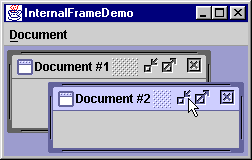 InternalFrameDemo
Document
Document #1
Document #2